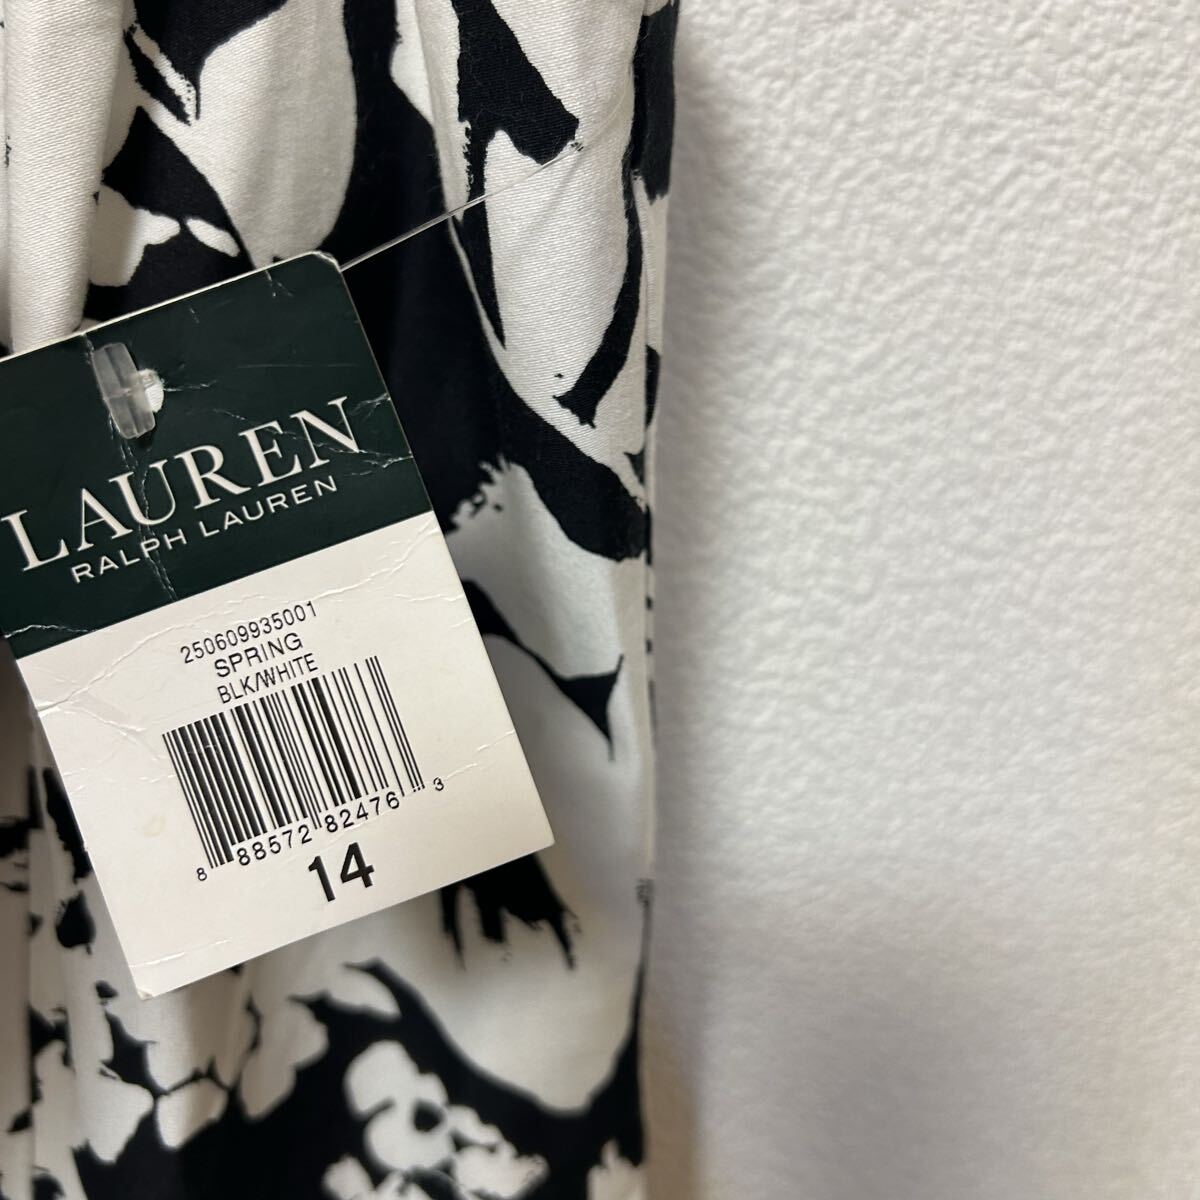 LAUREN
RALPH LAUREN
250609935001
SPRING
BLK/WHITE
8 88572 82476 3
14